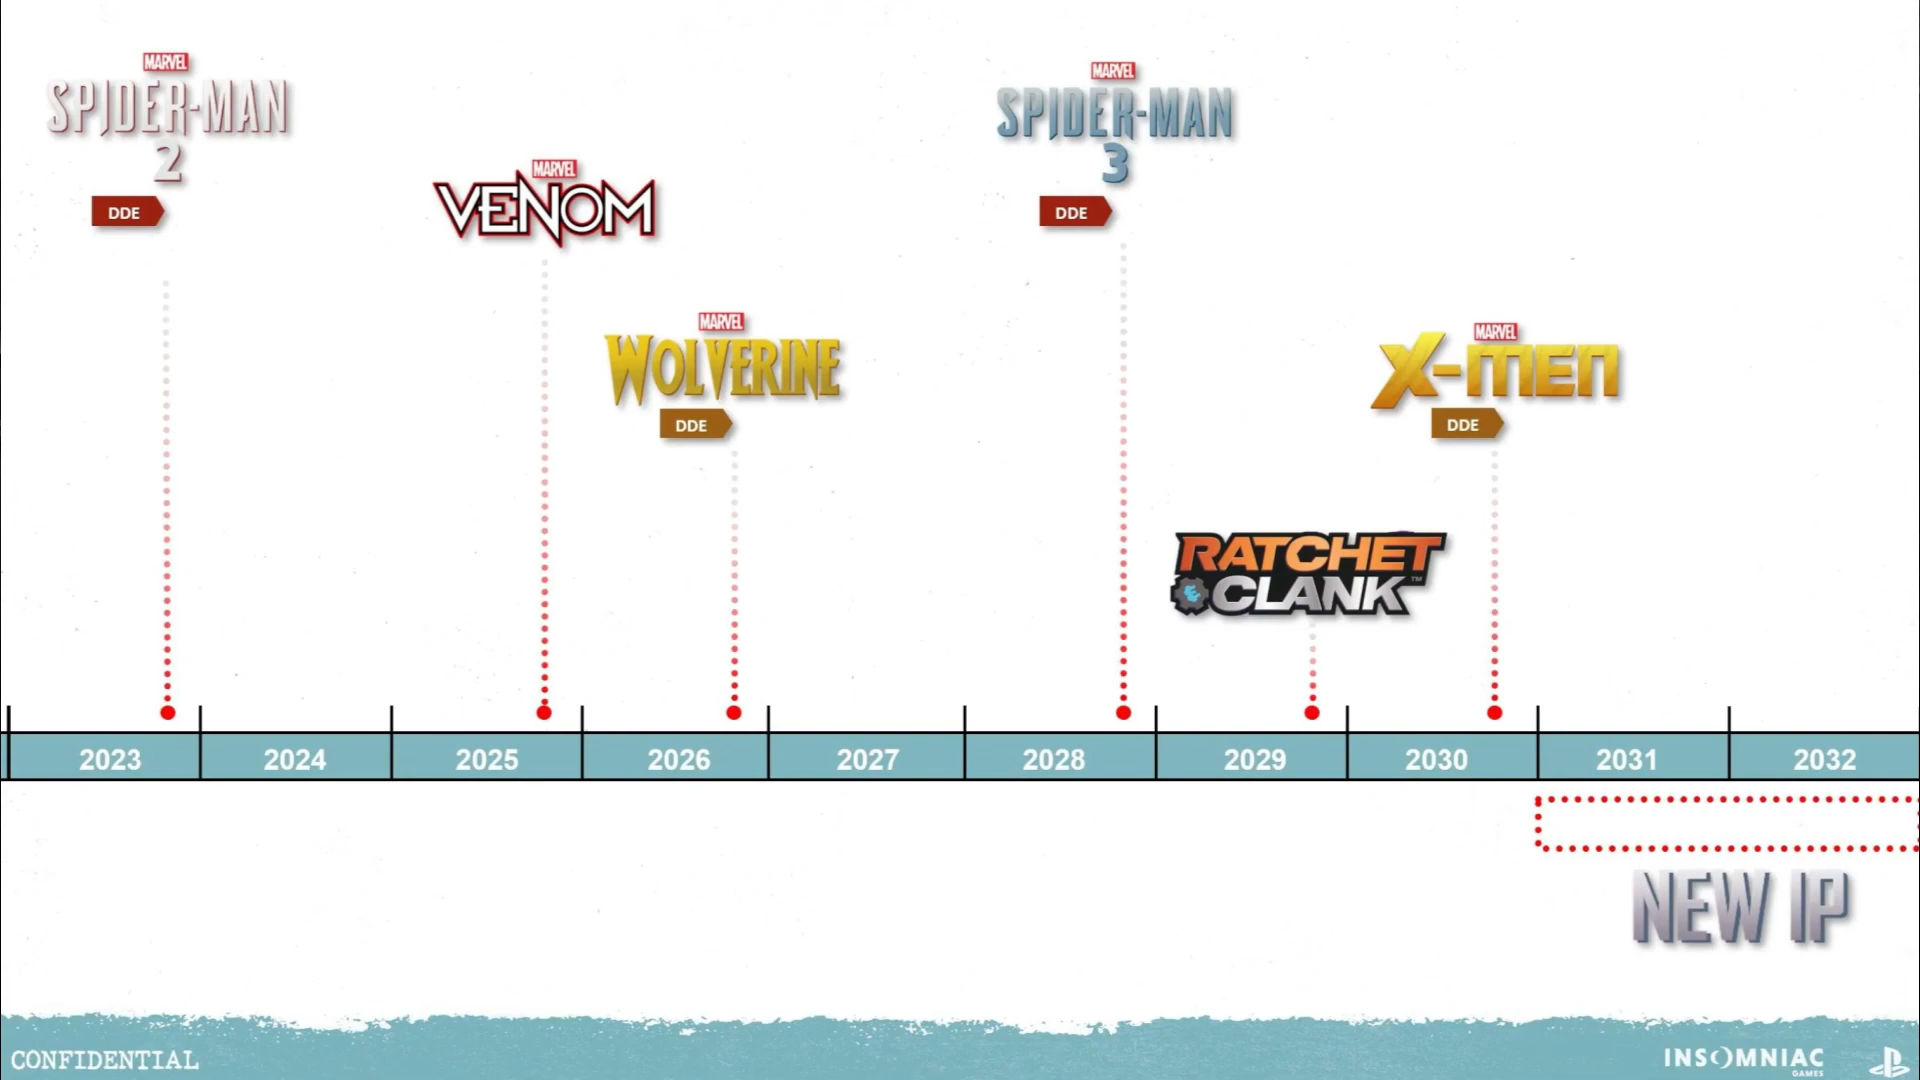 MARVEL
SPIDER-MAN
2
DDE
MARVEL
VENOM
MARVEL
WOLVERINE
DDE
MARVEL
SPIDER-MAN
3
DDE
RATCHET
CLANK™
MARVEL
X-MEN
DDE
2023 2024 2025 2026 2027 2028 2029 2030 2031 2032
NEW IP
CONFIDENTIAL
INSOMNIAC
GAMES